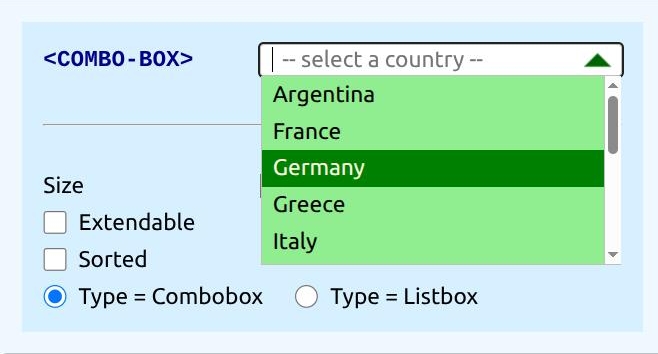 <COMBO-BOX>
-- select a country --
Argentina
France
Germany
Greece
Italy
Size
Extendable
Sorted
Type = Combobox
Type = Listbox